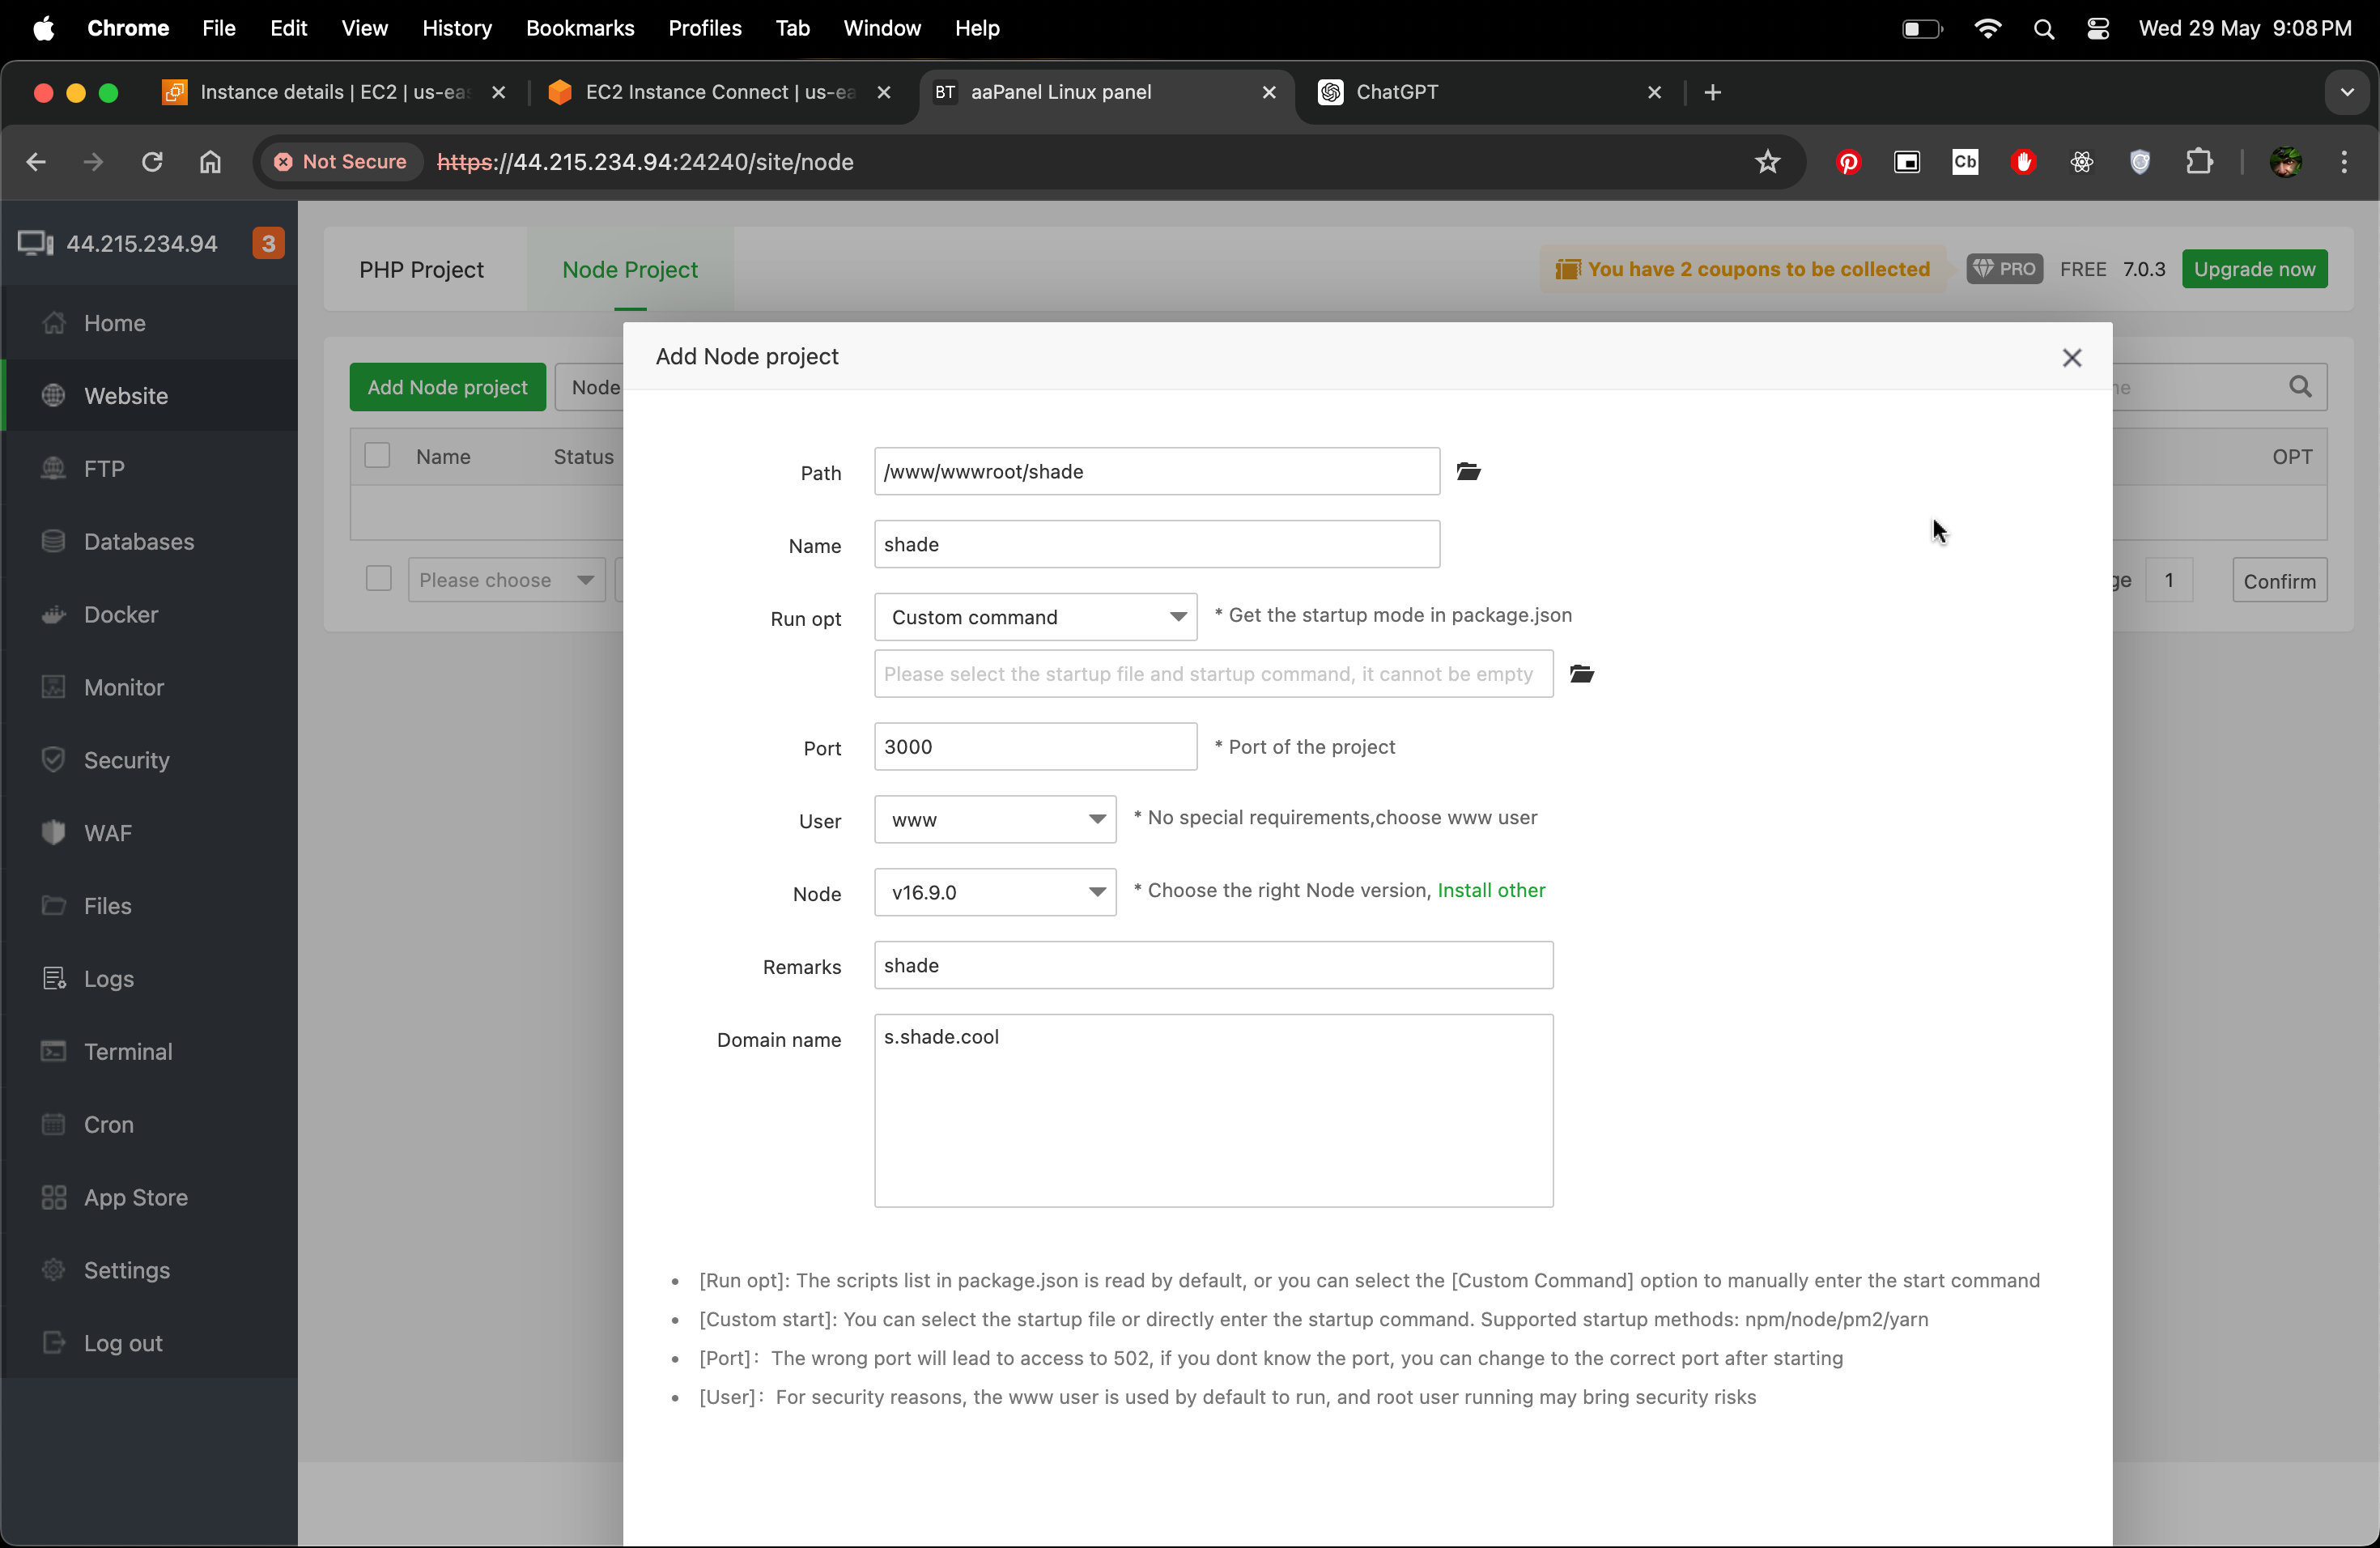 Chrome File Edit View History Bookmarks Profiles Tab Window Help Wed 29 May 9:08 PM
Instance details | EC2 | us-eas
EC2 Instance Connect | us-ea
BT aaPanel Linux panel
ChatGPT
Not Secure https://44.215.234.94:24240/site/node
Cb
44.215.234.94 3
Home
Website
FTP
Databases
Docker
Monitor
Security
WAF
Files
Logs
Terminal
Cron
App Store
Settings
Log out
PHP Project Node Project You have 2 coupons to be collected PRO FREE 7.0.3 Upgrade now
Add Node project Node
Name Status OPT
Please choose 1 Confirm
Add Node project
Path /www/wwwroot/shade
Name shade
Run opt Custom command * Get the startup mode in package.json
Please select the startup file and startup command, it cannot be empty
Port 3000 * Port of the project
User www * No special requirements,choose www user
Node v16.9.0 * Choose the right Node version, Install other
Remarks shade
Domain name s.shade.cool
• [Run opt]: The scripts list in package.json is read by default, or you can select the [Custom Command] option to manually enter the start command
• [Custom start]: You can select the startup file or directly enter the startup command. Supported startup methods: npm/node/pm2/yarn
• [Port]: The wrong port will lead to access to 502, if you dont know the port, you can change to the correct port after starting
• [User]: For security reasons, the www user is used by default to run, and root user running may bring security risks